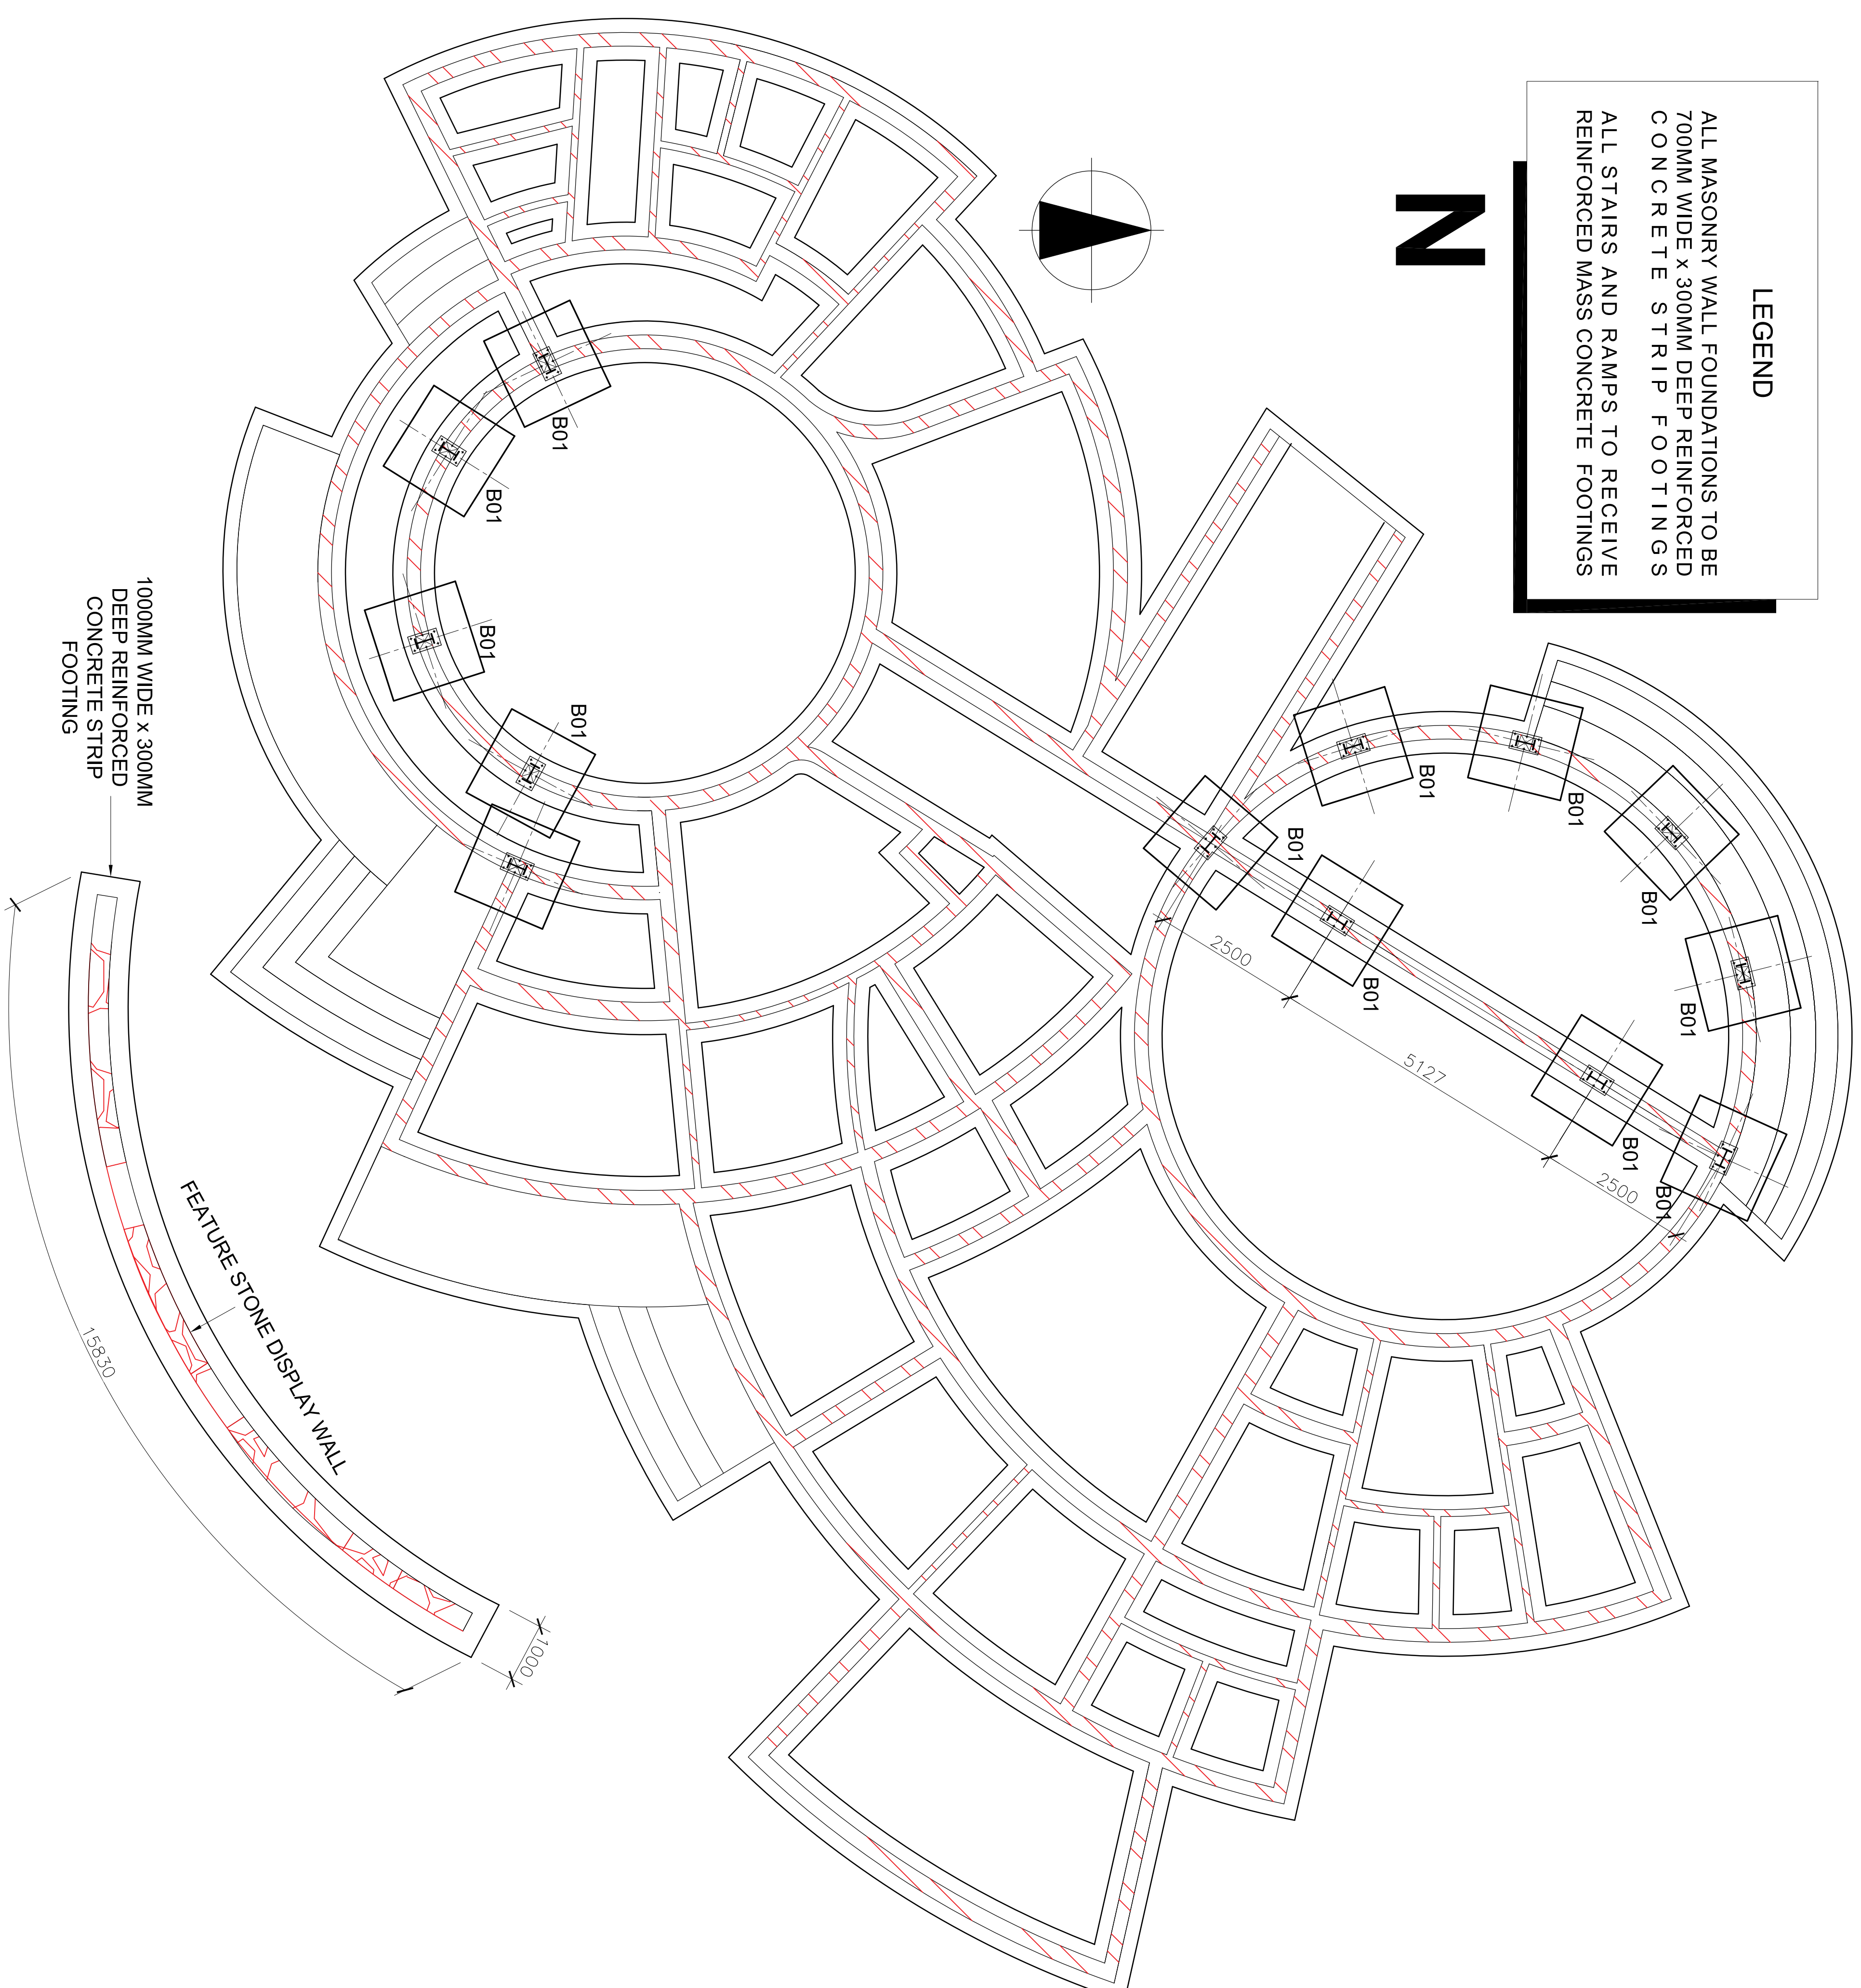 LEGEND
ALL MASONRY WALL FOUNDATIONS TO BE
700MM WIDE x 300MM DEEP REINFORCED
CONCRETE STRIP FOOTINGS
ALL STAIRS AND RAMPS TO RECEIVE
REINFORCED MASS CONCRETE FOOTINGS
N
B01
B01
B01
B01
B01
B01
B01
B01
B01
B01
B01
2500
5127
2500
1000MM WIDE x 300MM
DEEP REINFORCED
CONCRETE STRIP
FOOTING
FEATURE STONE DISPLAY WALL
15830
1000